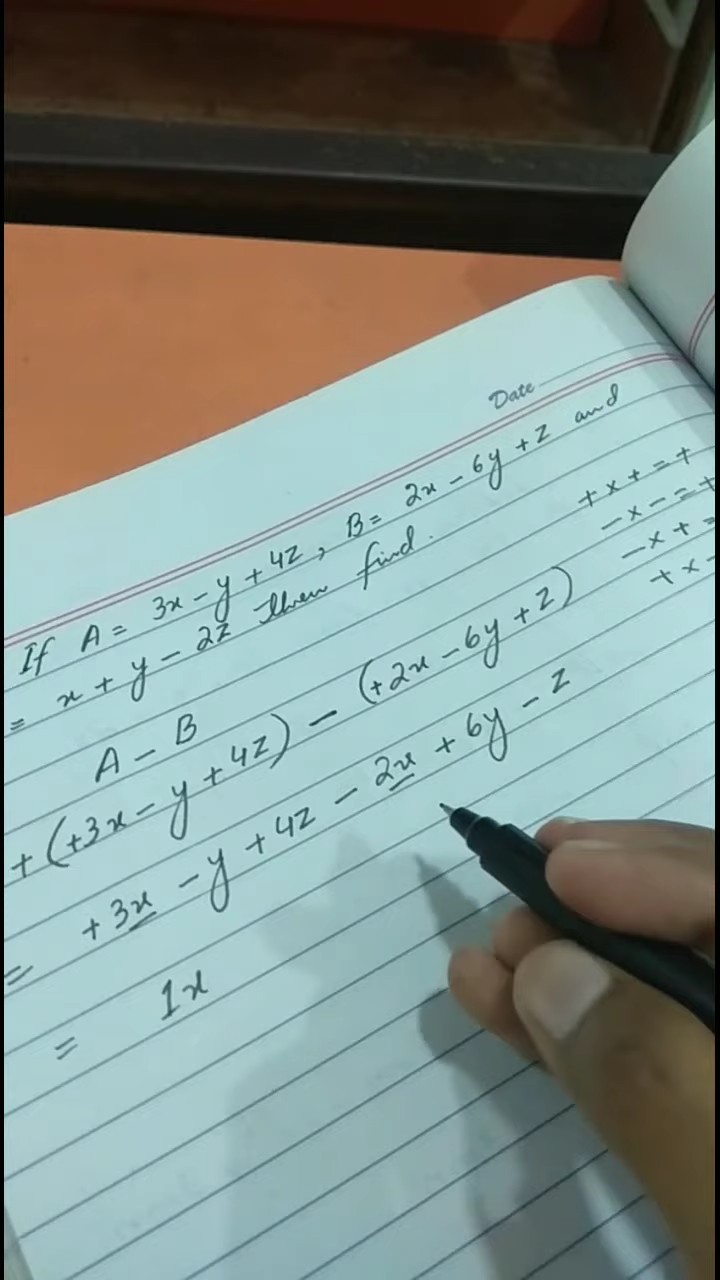 Date
If A = 3x - y + 4z, B = 2x - 6y + z and
= x + y - 2z then find.
+ x + = +
- x - = +
- x + =
+ x -
A - B
+ (+3x - y + 4z) - (+2x - 6y + z)
= + 3x - y + 4z - 2x + 6y - z
= 1x